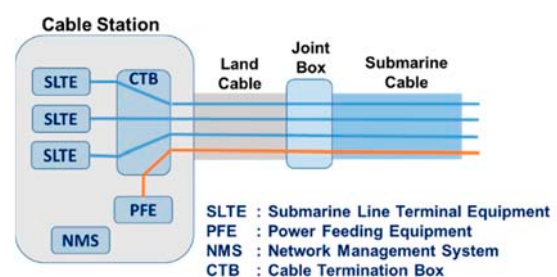 Cable Station
SLTE
SLTE
SLTE
CTB
PFE
NMS
Land
Cable
Joint
Box
Submarine
Cable
SLTE : Submarine Line Terminal Equipment
PFE : Power Feeding Equipment
NMS : Network Management System
CTB : Cable Termination Box